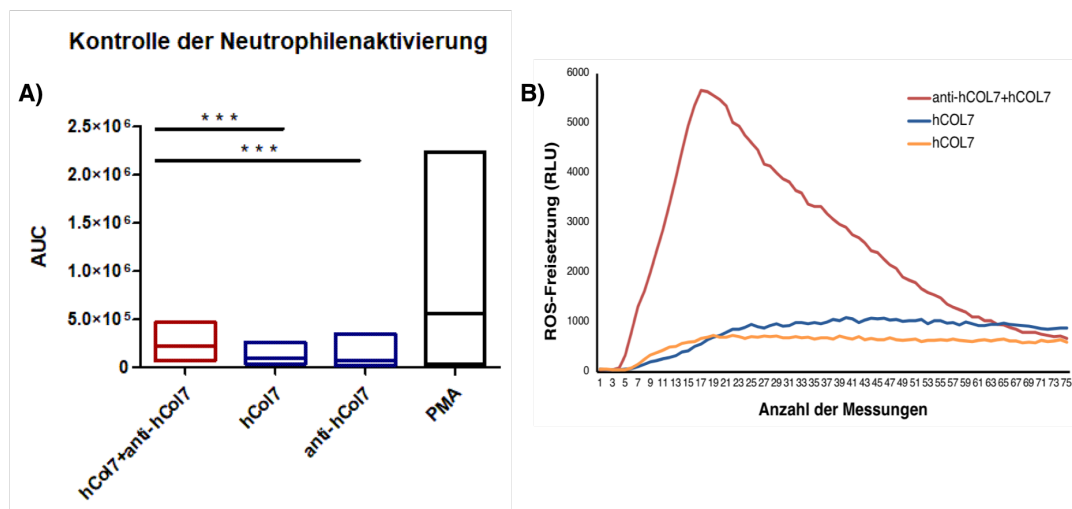 Kontrolle der Neutrophilenaktivierung
A)
AUC
2.5×10⁶
2.0×10⁶
1.5×10⁶
1.0×10⁶
5.0×10⁵
0
***
***
hCol7+anti-hCol7
hCol7
anti-hCol7
PMA
B)
ROS-Freisetzung (RLU)
6000
5000
4000
3000
2000
1000
0
anti-hCOL7+hCOL7
hCOL7
hCOL7
1 3 5 7 9 11 13 15 17 19 21 23 25 27 29 31 33 35 37 39 41 43 45 47 49 51 53 55 57 59 61 63 65 67 69 71 73 75
Anzahl der Messungen